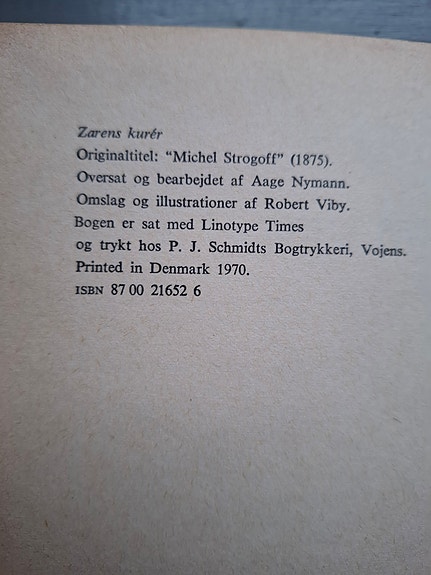 Zarens kurér
Originaltitel: "Michel Strogoff" (1875).
Oversat og bearbejdet af Aage Nymann.
Omslag og illustrationer af Robert Viby.
Bogen er sat med Linotype Times
og trykt hos P. J. Schmidts Bogtrykkeri, Vojens.
Printed in Denmark 1970.
ISBN 87 00 21652 6